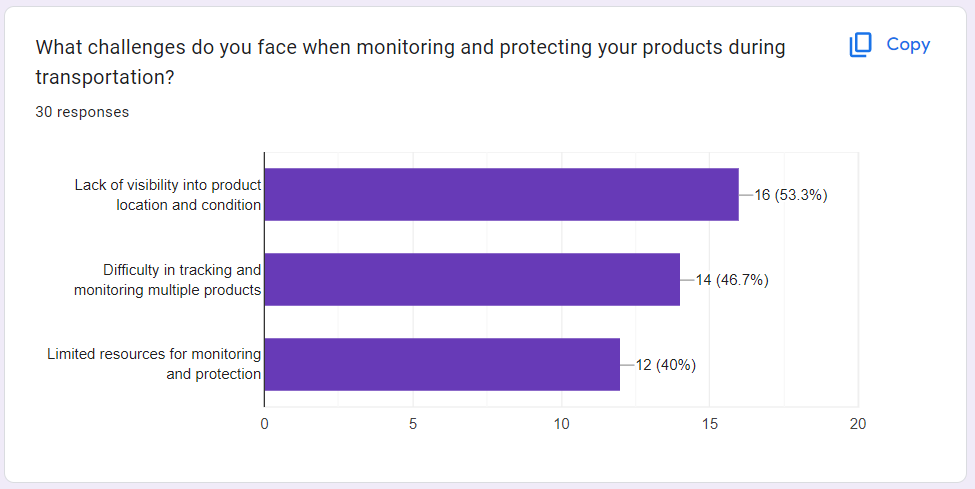 What challenges do you face when monitoring and protecting your products during
transportation?
Copy
30 responses
Lack of visibility into product
location and condition
16 (53.3%)
Difficulty in tracking and
monitoring multiple products
14 (46.7%)
Limited resources for monitoring
and protection
12 (40%)
0 5 10 15 20